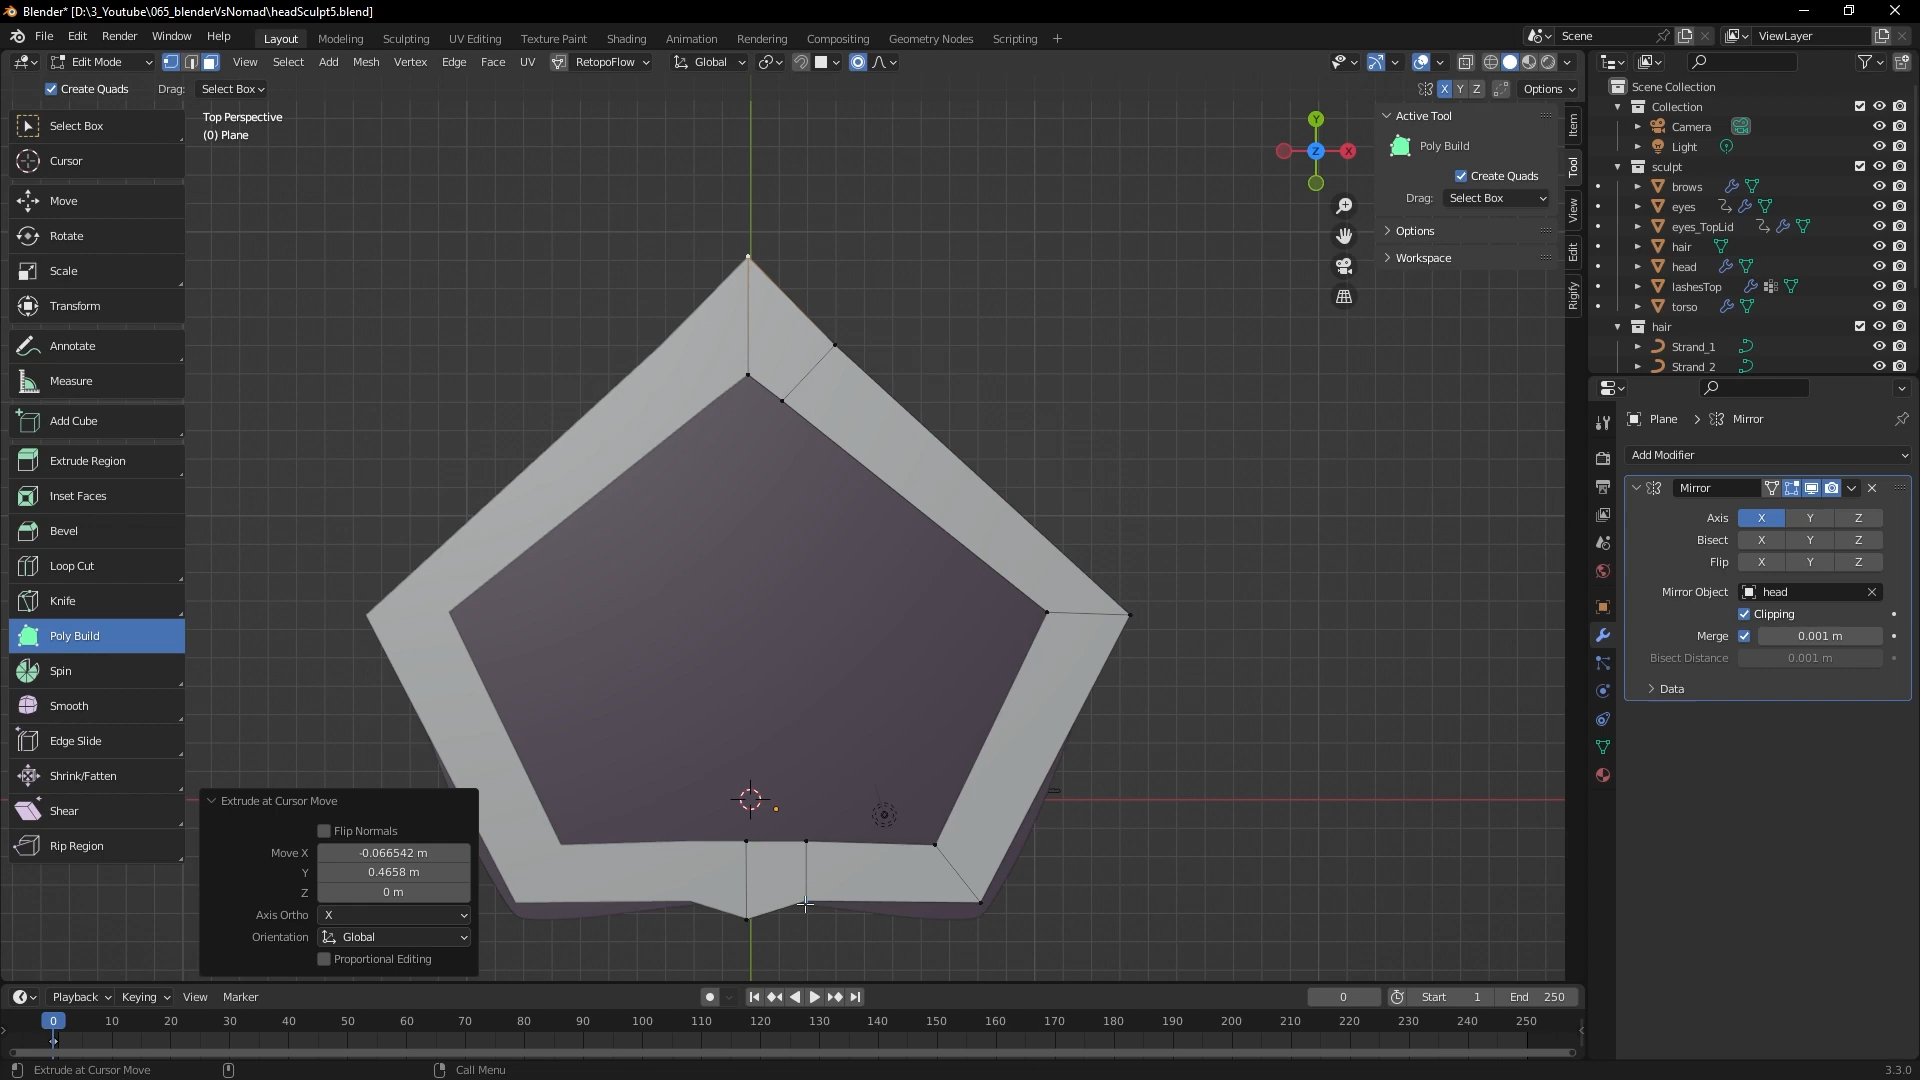 Blender* [D:\3_Youtube\065_blenderVsNomad\headSculpt5.blend]
File Edit Render Window Help Layout Modeling Sculpting UV Editing Texture Paint Shading Animation Rendering Compositing Geometry Nodes Scripting + Scene ViewLayer
Edit Mode View Select Add Mesh Vertex Edge Face UV RetopoFlow Global
Create Quads Drag: Select Box X Y Z Options
Select Box
Cursor
Move
Rotate
Scale
Transform
Annotate
Measure
Add Cube
Extrude Region
Inset Faces
Bevel
Loop Cut
Knife
Poly Build
Spin
Smooth
Edge Slide
Shrink/Fatten
Shear
Rip Region
Top Perspective
(0) Plane
Y
Z X
Active Tool
Poly Build
Create Quads
Drag: Select Box
Options
Workspace
Item
Tool
View
Edit
Rigify
Extrude at Cursor Move
Flip Normals
Move X -0.066542 m
Y 0.4658 m
Z 0 m
Axis Ortho X
Orientation Global
Proportional Editing
Scene Collection
Collection
Camera
Light
sculpt
brows
eyes
eyes_TopLid
hair
head
lashesTop
torso
hair
Strand_1
Strand 2
Plane > Mirror
Add Modifier
Mirror
Axis X Y Z
Bisect X Y Z
Flip X Y Z
Mirror Object head
Clipping
Merge 0.001 m
Bisect Distance 0.001 m
Data
Playback Keying View Marker 0 Start 1 End 250
0 10 20 30 40 50 60 70 80 90 100 110 120 130 140 150 160 170 180 190 200 210 220 230 240 250
Extrude at Cursor Move Call Menu 3.3.0